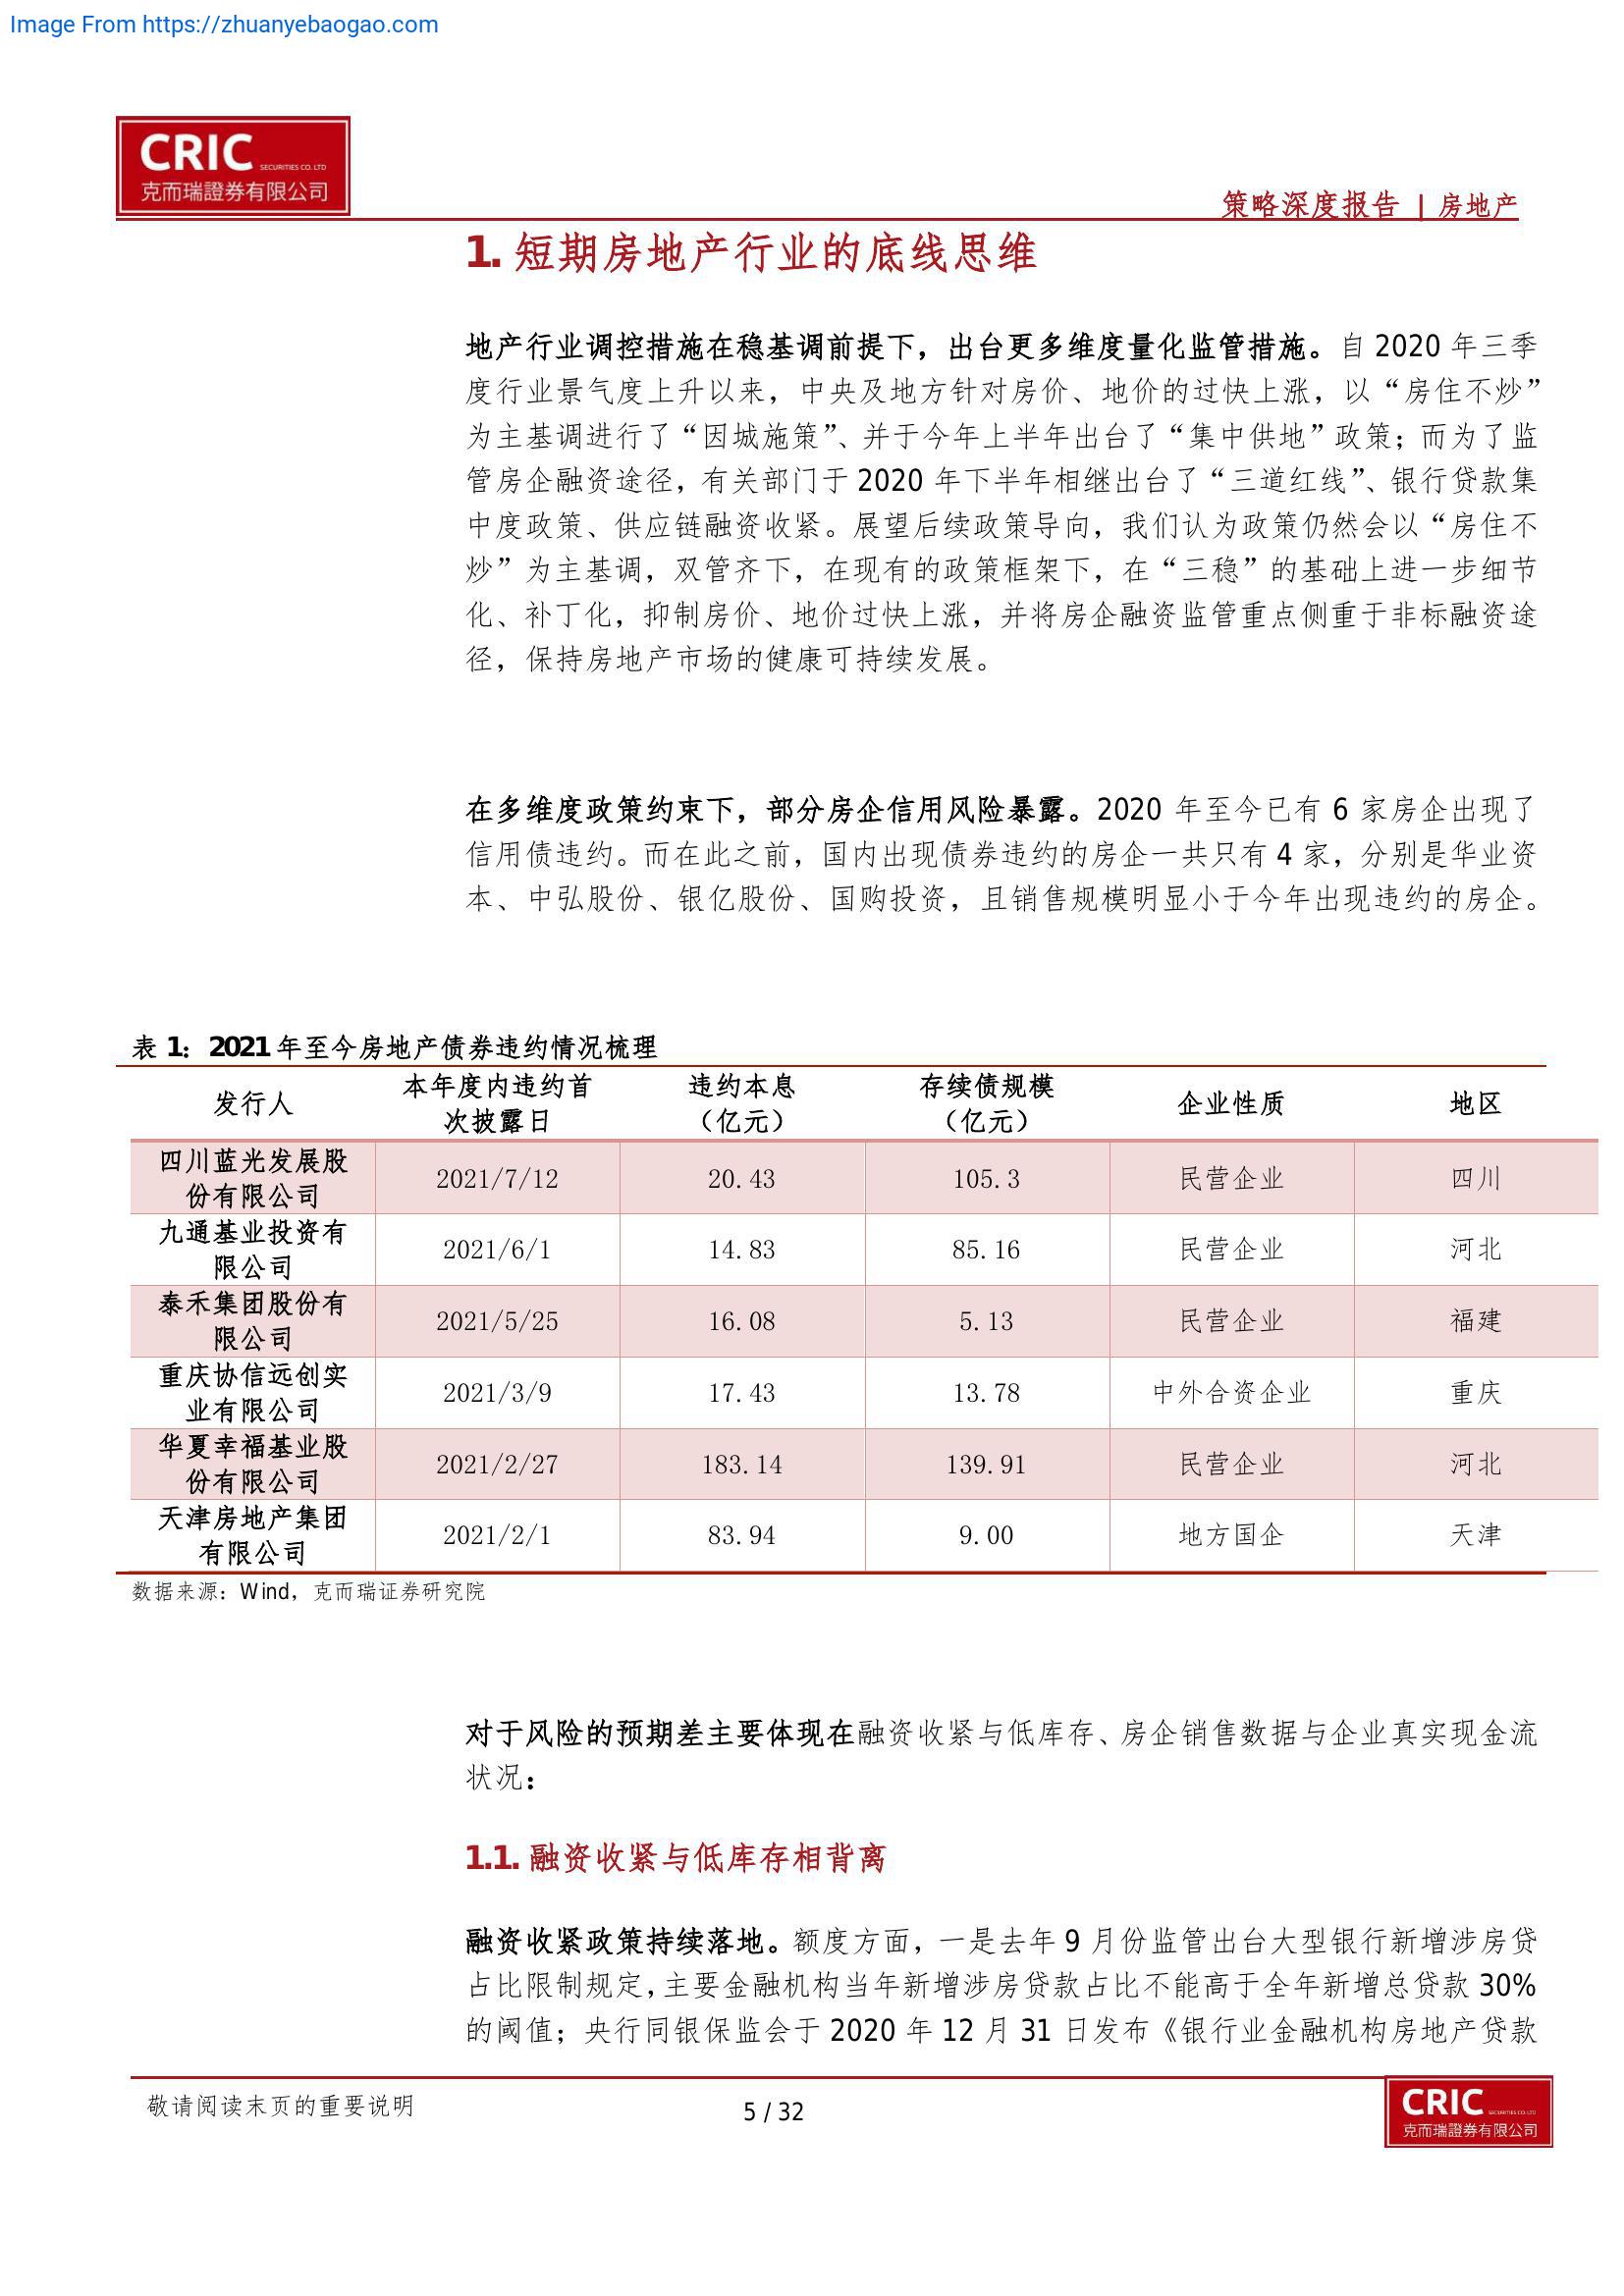 Image From https://zhuanyebaogao.com
CRIC SECURITIES CO. LTD
克而瑞證券有限公司
策略深度报告 | 房地产
1. 短期房地产行业的底线思维
地产行业调控措施在稳基调前提下，出台更多维度量化监管措施。自 2020 年三季
度行业景气度上升以来，中央及地方针对房价、地价的过快上涨，以“房住不炒”
为主基调进行了“因城施策”、并于今年上半年出台了“集中供地”政策；而为了监
管房企融资途径，有关部门于 2020 年下半年相继出台了“三道红线”、银行贷款集
中度政策、供应链融资收紧。展望后续政策导向，我们认为政策仍然会以“房住不
炒”为主基调，双管齐下，在现有的政策框架下，在“三稳”的基础上进一步细节
化、补丁化，抑制房价、地价过快上涨，并将房企融资监管重点侧重于非标融资途
径，保持房地产市场的健康可持续发展。
在多维度政策约束下，部分房企信用风险暴露。2020 年至今已有 6 家房企出现了
信用债违约。而在此之前，国内出现债券违约的房企一共只有 4 家，分别是华业资
本、中弘股份、银亿股份、国购投资，且销售规模明显小于今年出现违约的房企。
表 1：2021 年至今房地产债券违约情况梳理
发行人 本年度内违约首次披露日 违约本息（亿元） 存续债规模（亿元） 企业性质 地区
四川蓝光发展股份有限公司 2021/7/12 20.43 105.3 民营企业 四川
九通基业投资有限公司 2021/6/1 14.83 85.16 民营企业 河北
泰禾集团股份有限公司 2021/5/25 16.08 5.13 民营企业 福建
重庆协信远创实业有限公司 2021/3/9 17.43 13.78 中外合资企业 重庆
华夏幸福基业股份有限公司 2021/2/27 183.14 139.91 民营企业 河北
天津房地产集团有限公司 2021/2/1 83.94 9.00 地方国企 天津
数据来源：Wind，克而瑞证券研究院
对于风险的预期差主要体现在融资收紧与低库存、房企销售数据与企业真实现金流
状况：
1.1. 融资收紧与低库存相背离
融资收紧政策持续落地。额度方面，一是去年 9 月份监管出台大型银行新增涉房贷
占比限制规定，主要金融机构当年新增涉房贷款占比不能高于全年新增总贷款 30%
的阈值；央行同银保监会于 2020 年 12 月 31 日发布《银行业金融机构房地产贷款
敬请阅读末页的重要说明
5 / 32
CRIC SECURITIES CO. LTD
克而瑞證券有限公司